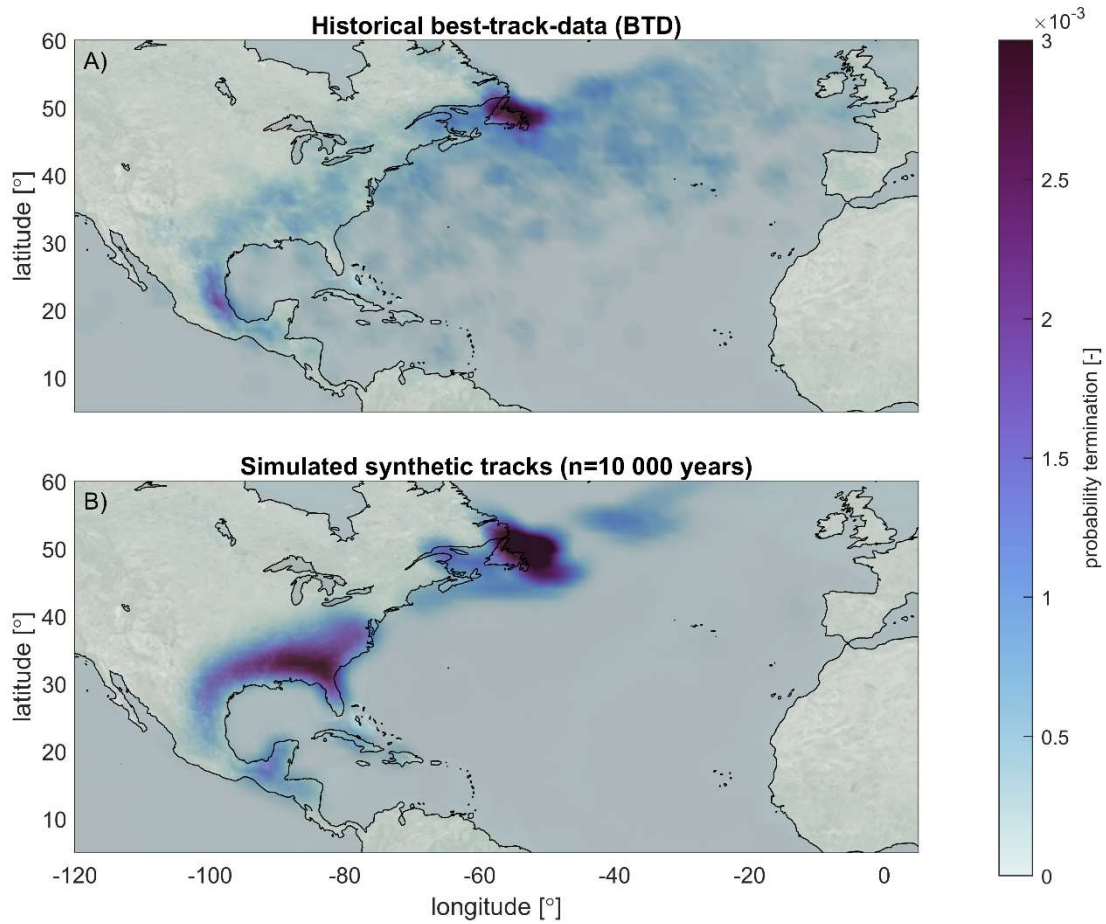 Historical best-track-data (BTD)
A)
60
50
40
30
20
10
latitude [°]
Simulated synthetic tracks (n=10 000 years)
B)
60
50
40
30
20
10
latitude [°]
-120 -100 -80 -60 -40 -20 0
longitude [°]
×10⁻³
3
2.5
2
1.5
1
0.5
0
probability termination [-]